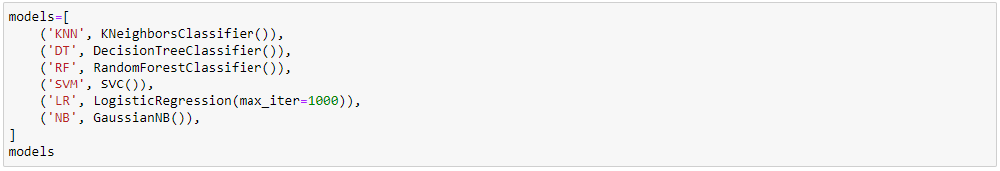 models=[
    ('KNN', KNeighborsClassifier()),
    ('DT', DecisionTreeClassifier()),
    ('RF', RandomForestClassifier()),
    ('SVM', SVC()),
    ('LR', LogisticRegression(max_iter=1000)),
    ('NB', GaussianNB()),
]
models